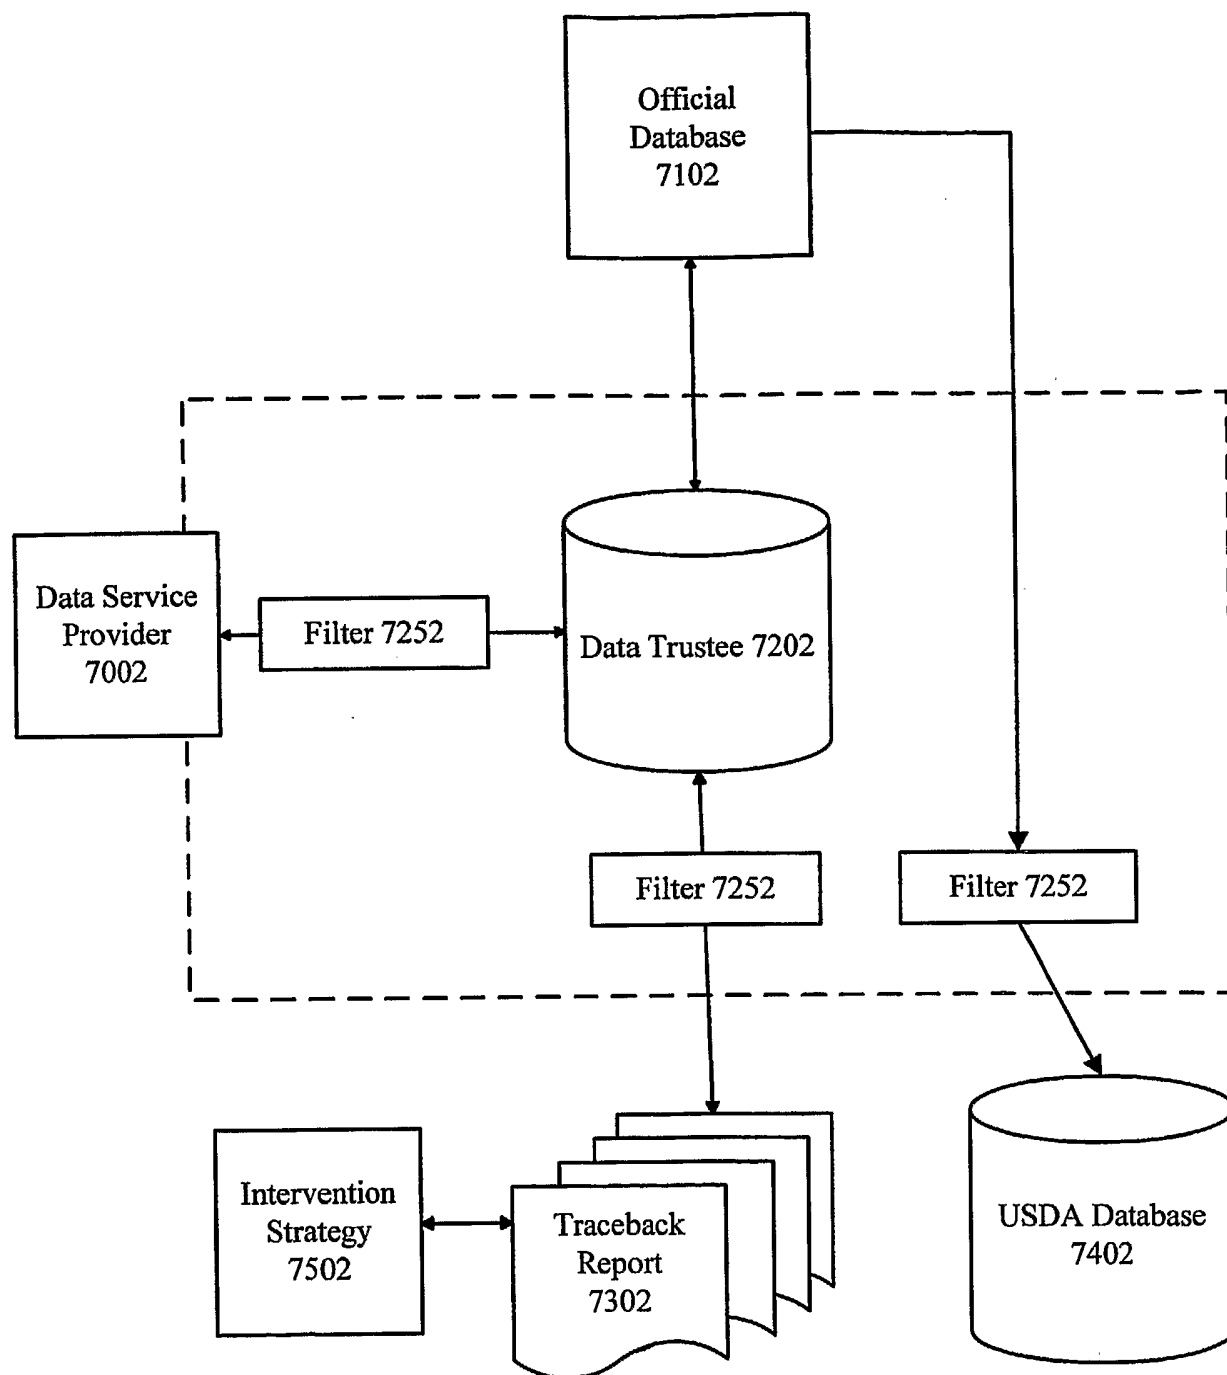 Official
Database
7102
Data Service
Provider
7002
Filter 7252
Data Trustee 7202
Filter 7252
Filter 7252
Intervention
Strategy
7502
Traceback
Report
7302
USDA Database
7402